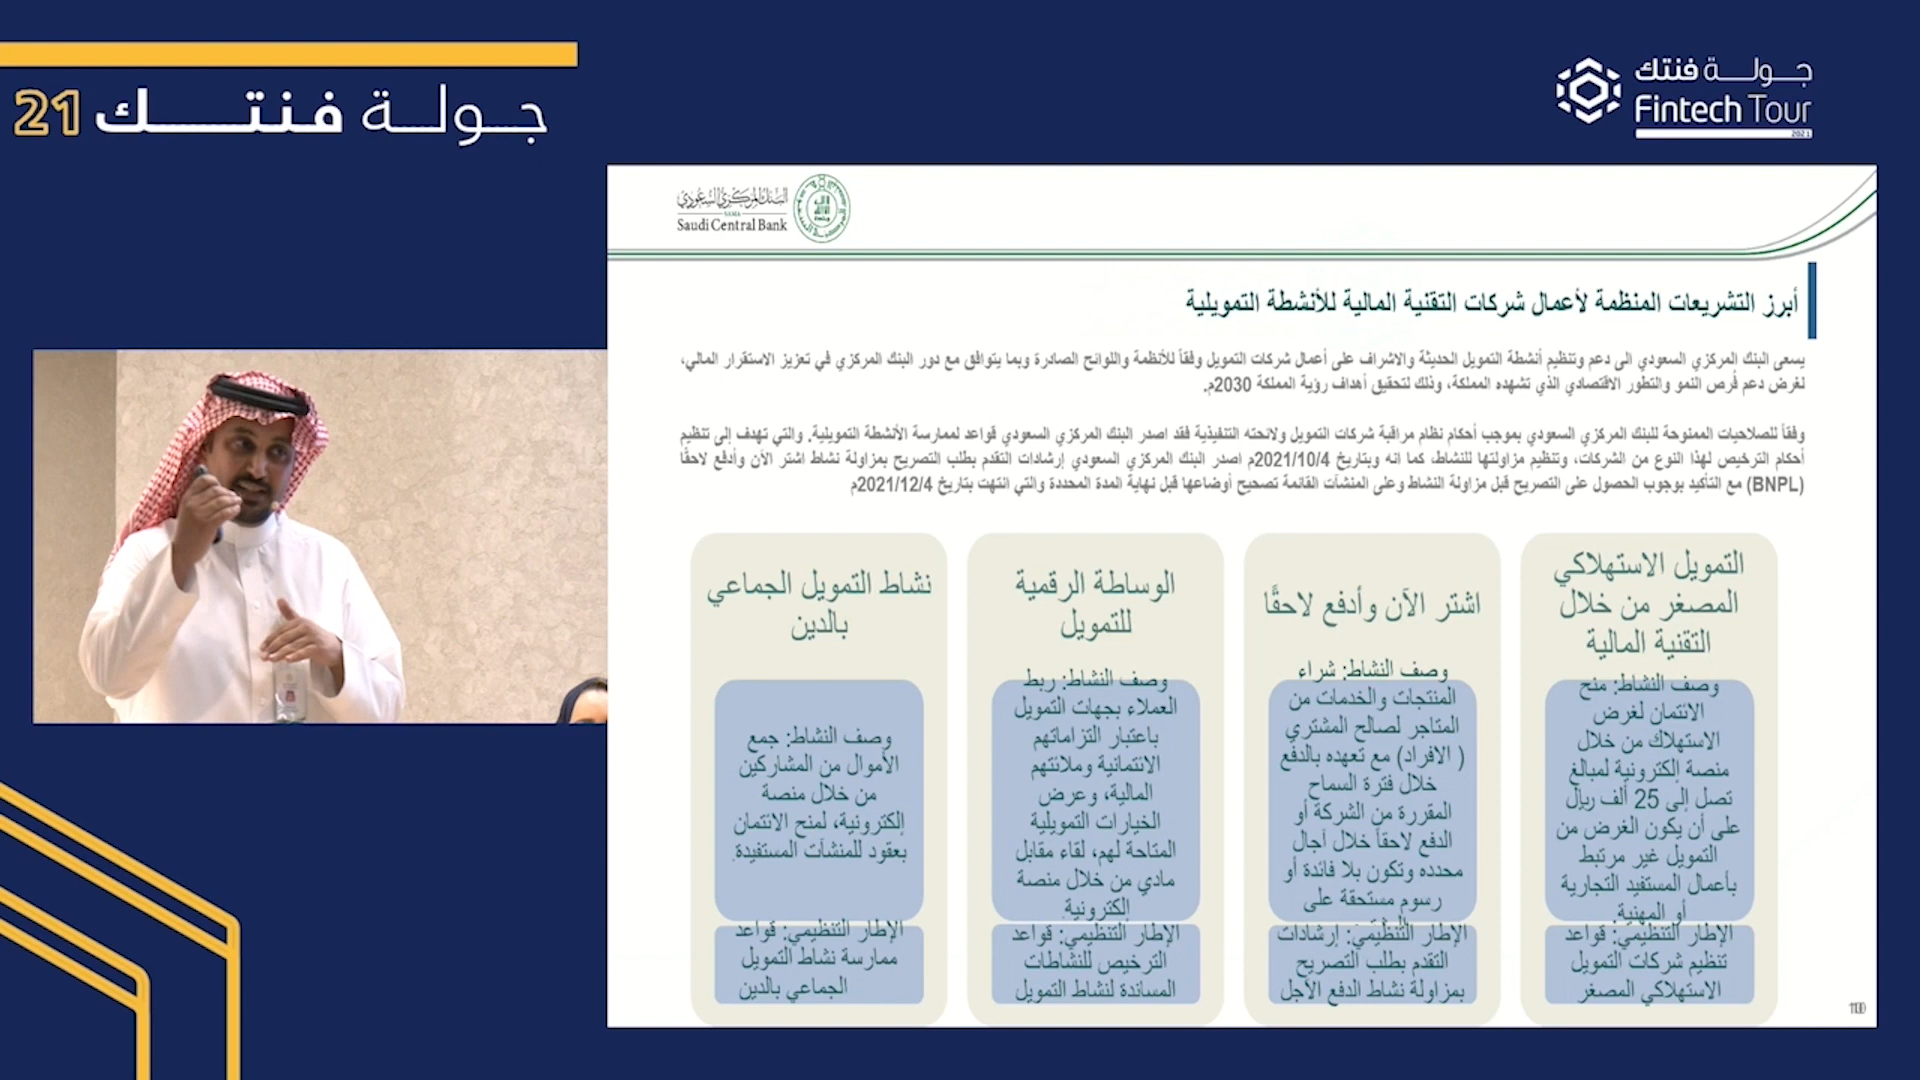 جولة فنتك 21
جولة فنتك
Fintech Tour
2021
البنك المركزي السعودي
SAMA
Saudi Central Bank
أبرز التشريعات المنظمة لأعمال شركات التقنية المالية للأنشطة التمويلية
يسعى البنك المركزي السعودي الى دعم وتنظيم أنشطة التمويل الحديثة والاشراف على أعمال شركات التمويل وفقاً للأنظمة واللوائح الصادرة وبما يتوافق مع دور البنك المركزي في تعزيز الاستقرار المالي،
لغرض دعم فُرص النمو والتطور الاقتصادي الذي تشهده المملكة، وذلك لتحقيق أهداف رؤية المملكة 2030م.
وفقاً للصلاحيات الممنوحة للبنك المركزي السعودي بموجب أحكام نظام مراقبة شركات التمويل ولائحته التنفيذية فقد اصدر البنك المركزي السعودي قواعد لممارسة الأنشطة التمويلية. والتي تهدف إلى تنظيم
أحكام الترخيص لهذا النوع من الشركات، وتنظيم مزاولتها للنشاط، كما انه وبتاريخ 2021/10/4م اصدر البنك المركزي السعودي إرشادات التقدم بطلب التصريح بمزاولة نشاط اشتر الآن وأدفع لاحقًا
(BNPL) مع التأكيد بوجوب الحصول على التصريح قبل مزاولة النشاط وعلى المنشآت القائمة تصحيح أوضاعها قبل نهاية المدة المحددة والتي انتهت بتاريخ 2021/12/4م
التمويل الاستهلاكي
المصغر من خلال
التقنية المالية
وصف النشاط: منح
الائتمان لغرض
الاستهلاك من خلال
منصة إلكترونية لمبالغ
تصل إلى 25 ألف ريال
على أن يكون الغرض من
التمويل غير مرتبط
بأعمال المستفيد التجارية
أو المهنية.
الإطار التنظيمي: قواعد
تنظيم شركات التمويل
الاستهلاكي المصغر
اشتر الآن وأدفع لاحقًا
وصف النشاط: شراء
المنتجات والخدمات من
المتاجر لصالح المشتري
( الافراد) مع تعهده بالدفع
خلال فترة السماح
المقررة من الشركة أو
الدفع لاحقاً خلال آجال
محدده وتكون بلا فائدة أو
رسوم مستحقة على
الإطار التنظيمي: إرشادات
التقدم بطلب التصريح
بمزاولة نشاط الدفع الآجل
الوساطة الرقمية
للتمويل
وصف النشاط: ربط
العملاء بجهات التمويل
باعتبار التزاماتهم
الائتمانية وملائتهم
المالية، وعرض
الخيارات التمويلية
المتاحة لهم، لقاء مقابل
مادي من خلال منصة
إلكترونية.
الإطار التنظيمي: قواعد
الترخيص للنشاطات
المساندة لنشاط التمويل
نشاط التمويل الجماعي
بالدين
وصف النشاط: جمع
الأموال من المشاركين
من خلال منصة
إلكترونية، لمنح الائتمان
بعقود للمنشآت المستفيدة.
الإطار التنظيمي: قواعد
ممارسة نشاط التمويل
الجماعي بالدين